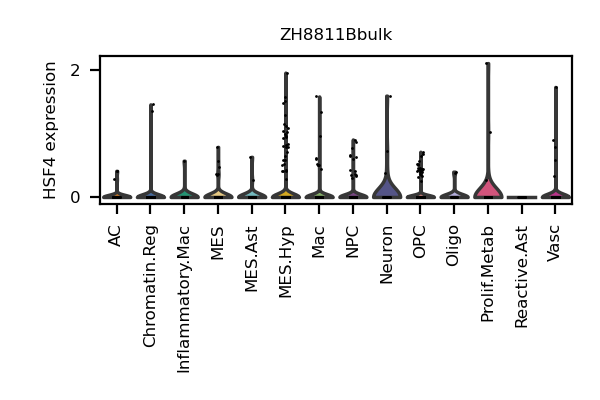 ZH8811Bbulk
HSF4 expression
2
0
AC
Chromatin.Reg
Inflammatory.Mac
MES
MES.Ast
MES.Hyp
Mac
NPC
Neuron
OPC
Oligo
Prolif.Metab
Reactive.Ast
Vasc